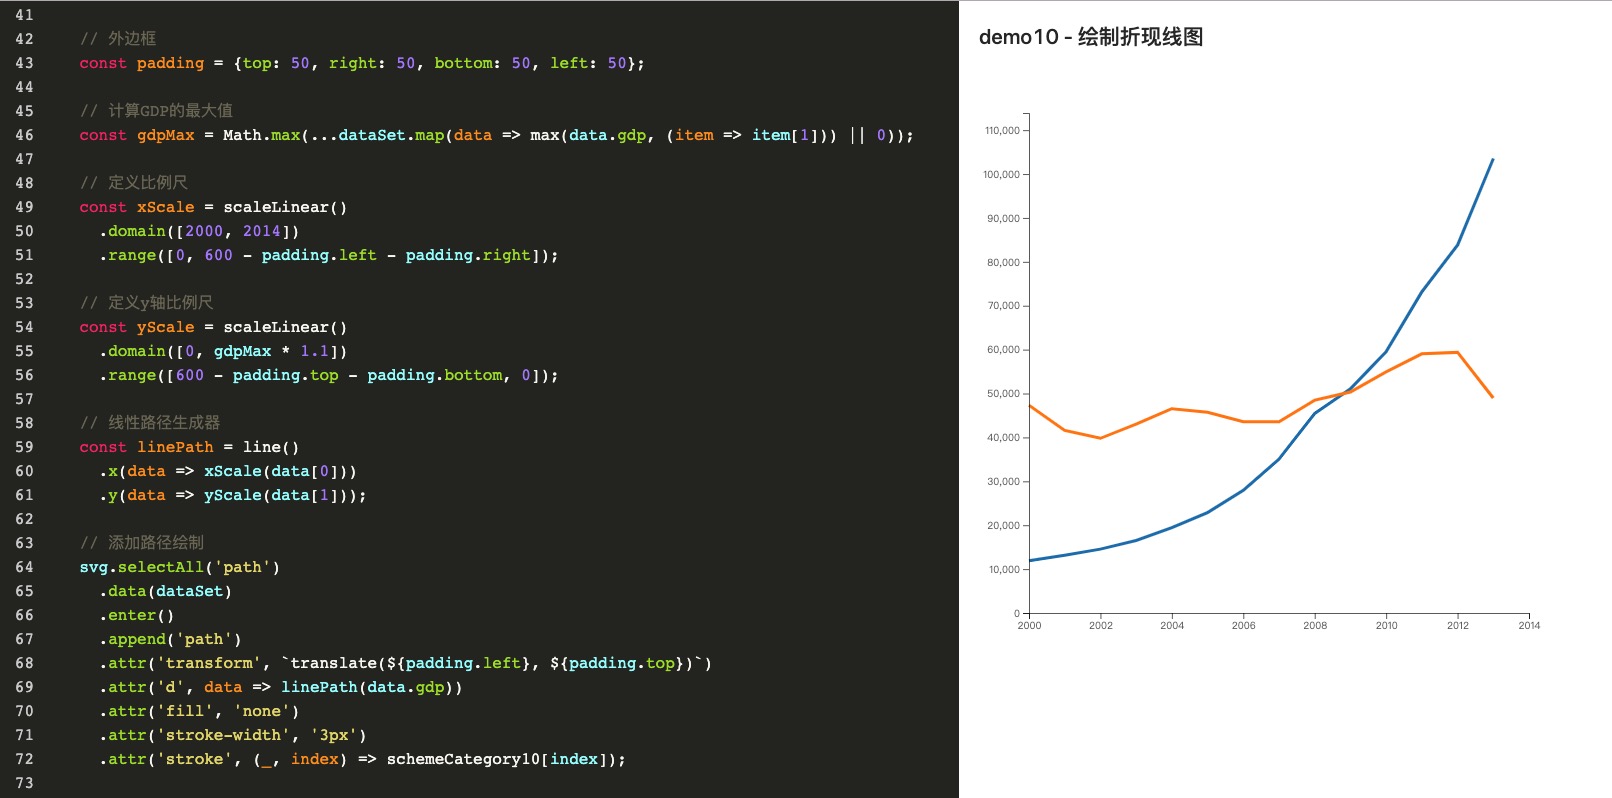 41
42 // 外边框
43 const padding = {top: 50, right: 50, bottom: 50, left: 50};
44
45 // 计算GDP的最大值
46 const gdpMax = Math.max(...dataSet.map(data => max(data.gdp, (item => item[1])) || 0));
47
48 // 定义比例尺
49 const xScale = scaleLinear()
50 .domain([2000, 2014])
51 .range([0, 600 - padding.left - padding.right]);
52
53 // 定义y轴比例尺
54 const yScale = scaleLinear()
55 .domain([0, gdpMax * 1.1])
56 .range([600 - padding.top - padding.bottom, 0]);
57
58 // 线性路径生成器
59 const linePath = line()
60 .x(data => xScale(data[0]))
61 .y(data => yScale(data[1]));
62
63 // 添加路径绘制
64 svg.selectAll('path')
65 .data(dataSet)
66 .enter()
67 .append('path')
68 .attr('transform', `translate(${padding.left}, ${padding.top})`)
69 .attr('d', data => linePath(data.gdp))
70 .attr('fill', 'none')
71 .attr('stroke-width', '3px')
72 .attr('stroke', (_, index) => schemeCategory10[index]);
73
demo10 - 绘制折现线图
110,000
100,000
90,000
80,000
70,000
60,000
50,000
40,000
30,000
20,000
10,000
0
2000 2002 2004 2006 2008 2010 2012 2014